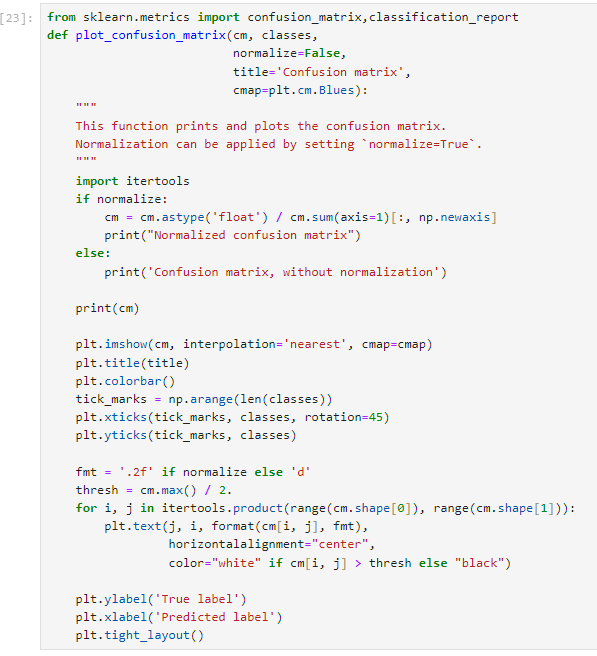 [23]:
from sklearn.metrics import confusion_matrix,classification_report
def plot_confusion_matrix(cm, classes,
                          normalize=False,
                          title='Confusion matrix',
                          cmap=plt.cm.Blues):
    """
    This function prints and plots the confusion matrix.
    Normalization can be applied by setting `normalize=True`.
    """
    import itertools
    if normalize:
        cm = cm.astype('float') / cm.sum(axis=1)[:, np.newaxis]
        print("Normalized confusion matrix")
    else:
        print('Confusion matrix, without normalization')

    print(cm)

    plt.imshow(cm, interpolation='nearest', cmap=cmap)
    plt.title(title)
    plt.colorbar()
    tick_marks = np.arange(len(classes))
    plt.xticks(tick_marks, classes, rotation=45)
    plt.yticks(tick_marks, classes)

    fmt = '.2f' if normalize else 'd'
    thresh = cm.max() / 2.
    for i, j in itertools.product(range(cm.shape[0]), range(cm.shape[1])):
        plt.text(j, i, format(cm[i, j], fmt),
                 horizontalalignment="center",
                 color="white" if cm[i, j] > thresh else "black")

    plt.ylabel('True label')
    plt.xlabel('Predicted label')
    plt.tight_layout()